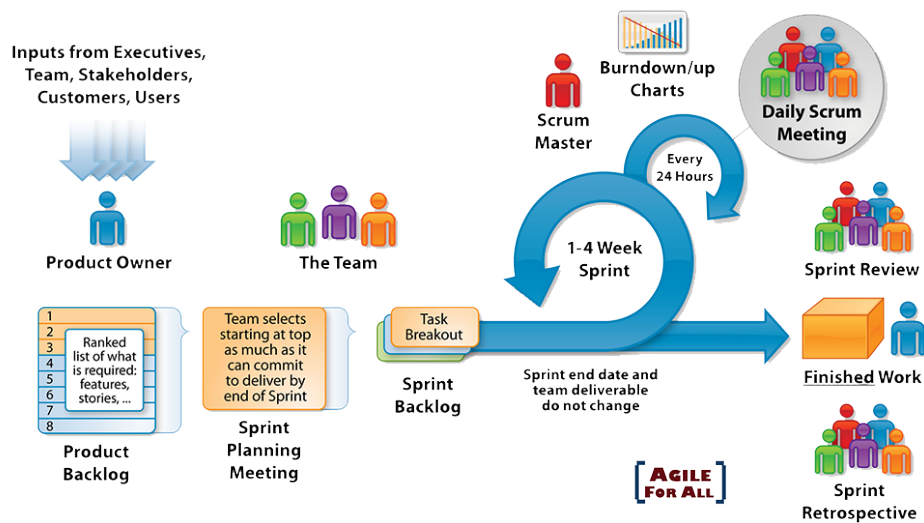 Inputs from Executives,
Team, Stakeholders,
Customers, Users
Product Owner
The Team
Scrum
Master
Burndown/up
Charts
Daily Scrum
Meeting
Every
24 Hours
1-4 Week
Sprint
Sprint Review
1
2
3
4
5
6
7
8
Ranked
list of what
is required:
features,
stories, ...
Product
Backlog
Team selects
starting at top
as much as it
can commit
to deliver by
end of Sprint
Sprint
Planning
Meeting
Task
Breakout
Sprint
Backlog
Sprint end date and
team deliverable
do not change
Finished Work
Sprint
Retrospective
AGILE
FOR ALL